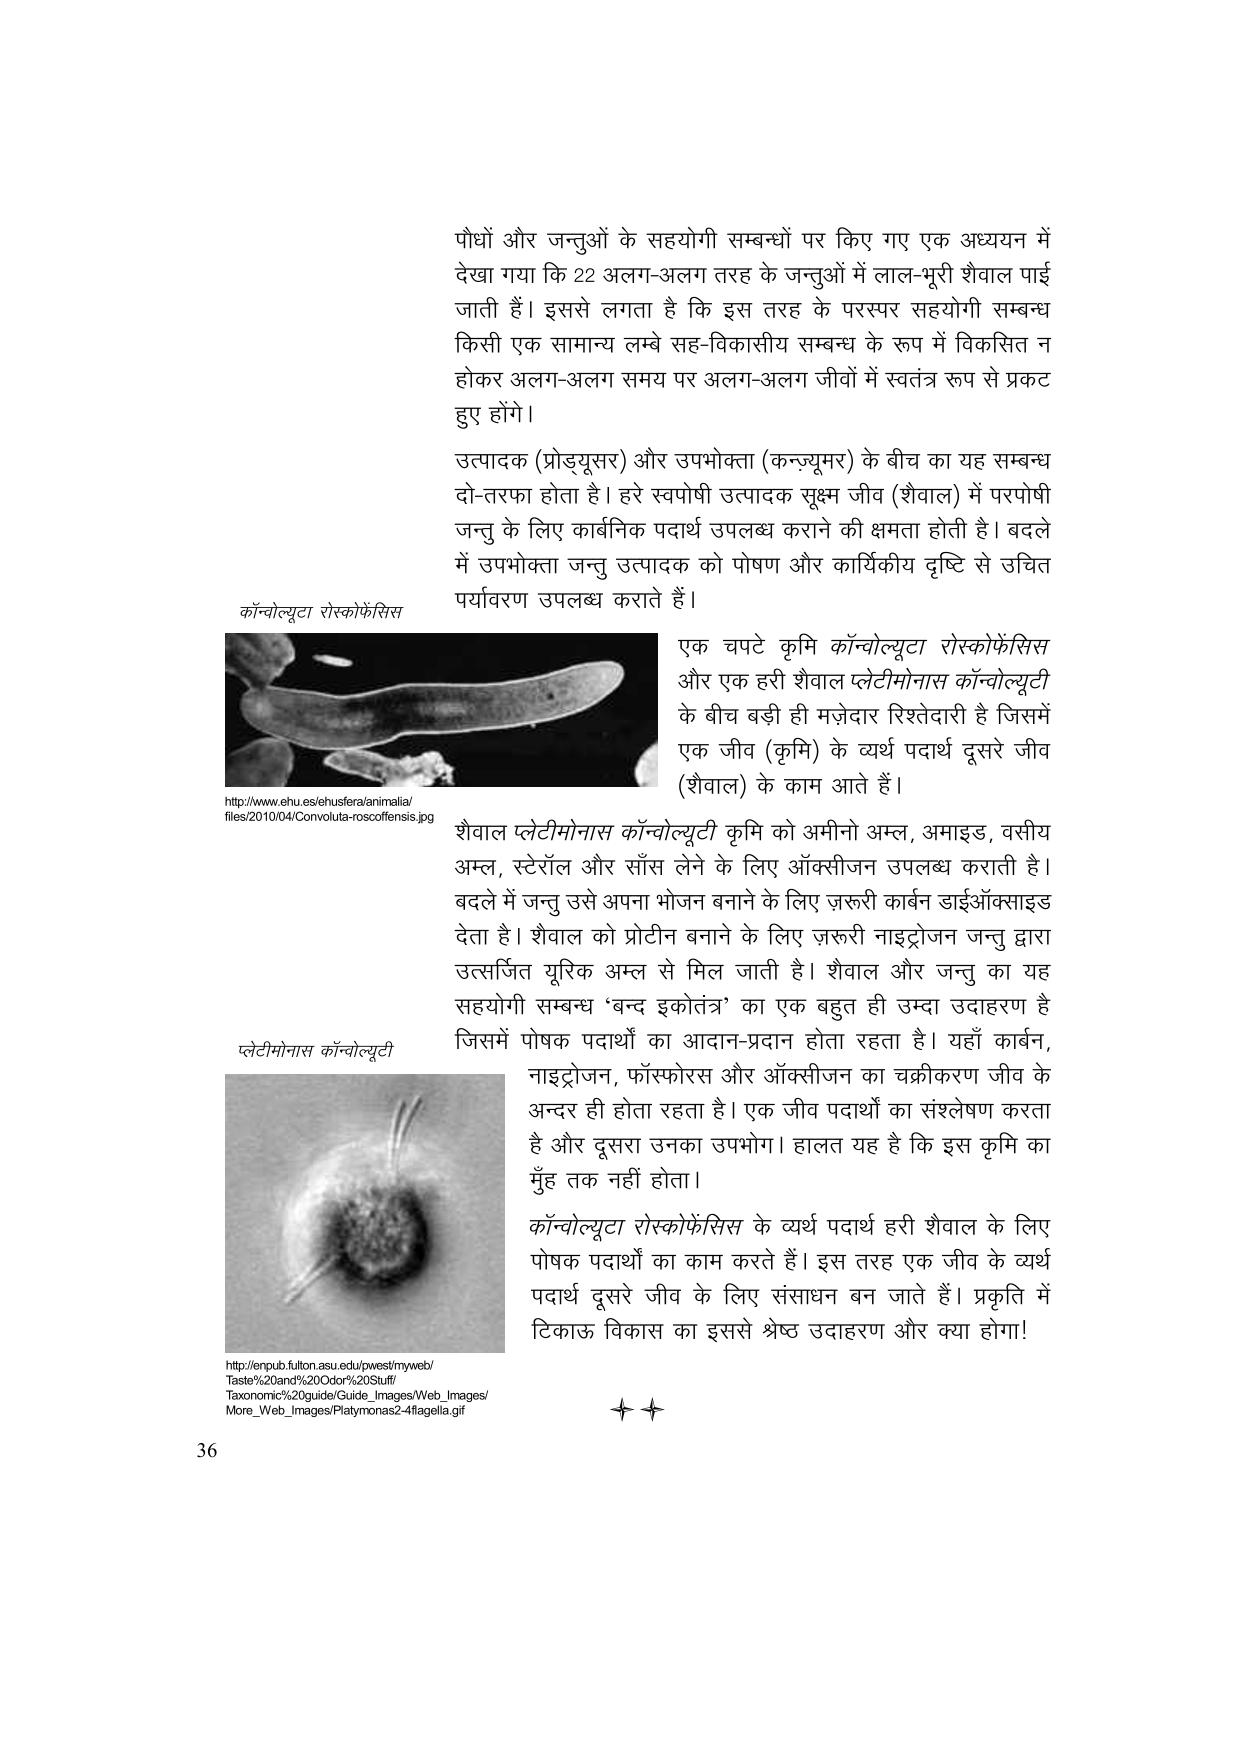 पौधों और जन्तुओं के सहयोगी सम्बन्धों पर किए गए एक अध्ययन में
देखा गया कि 22 अलग-अलग तरह के जन्तुओं में लाल-भूरी शैवाल पाई
जाती हैं। इससे लगता है कि इस तरह के परस्पर सहयोगी सम्बन्ध
किसी एक सामान्य लम्बे सह-विकासीय सम्बन्ध के रूप में विकसित न
होकर अलग-अलग समय पर अलग-अलग जीवों में स्वतंत्र रूप से प्रकट
हुए होंगे।
उत्पादक (प्रोड्यूसर) और उपभोक्ता (कन्ज़्यूमर) के बीच का यह सम्बन्ध
दो-तरफा होता है। हरे स्वपोषी उत्पादक सूक्ष्म जीव (शैवाल) में परपोषी
जन्तु के लिए कार्बनिक पदार्थ उपलब्ध कराने की क्षमता होती है। बदले
में उपभोक्ता जन्तु उत्पादक को पोषण और कार्यिकीय दृष्टि से उचित
पर्यावरण उपलब्ध कराते हैं।
कॉन्वोल्यूटा रोस्कोफेंसिस
एक चपटे कृमि कॉन्वोल्यूटा रोस्कोफेंसिस
और एक हरी शैवाल प्लेटीमोनास कॉन्वोल्यूटी
के बीच बड़ी ही मज़ेदार रिश्तेदारी है जिसमें
एक जीव (कृमि) के व्यर्थ पदार्थ दूसरे जीव
(शैवाल) के काम आते हैं।
http://www.ehu.es/ehusfera/animalia/
files/2010/04/Convoluta-roscoffensis.jpg
शैवाल प्लेटीमोनास कॉन्वोल्यूटी कृमि को अमीनो अम्ल, अमाइड, वसीय
अम्ल, स्टेरॉल और साँस लेने के लिए ऑक्सीजन उपलब्ध कराती है।
बदले में जन्तु उसे अपना भोजन बनाने के लिए ज़रूरी कार्बन डाईऑक्साइड
देता है। शैवाल को प्रोटीन बनाने के लिए ज़रूरी नाइट्रोजन जन्तु द्वारा
उत्सर्जित यूरिक अम्ल से मिल जाती है। शैवाल और जन्तु का यह
सहयोगी सम्बन्ध ‘बन्द इकोतंत्र’ का एक बहुत ही उम्दा उदाहरण है
जिसमें पोषक पदार्थों का आदान-प्रदान होता रहता है। यहाँ कार्बन,
नाइट्रोजन, फॉस्फोरस और ऑक्सीजन का चक्रीकरण जीव के
अन्दर ही होता रहता है। एक जीव पदार्थों का संश्लेषण करता
है और दूसरा उनका उपभोग। हालत यह है कि इस कृमि का
मुँह तक नहीं होता।
प्लेटीमोनास कॉन्वोल्यूटी
कॉन्वोल्यूटा रोस्कोफेंसिस के व्यर्थ पदार्थ हरी शैवाल के लिए
पोषक पदार्थों का काम करते हैं। इस तरह एक जीव के व्यर्थ
पदार्थ दूसरे जीव के लिए संसाधन बन जाते हैं। प्रकृति में
टिकाऊ विकास का इससे श्रेष्ठ उदाहरण और क्या होगा!
http://enpub.fulton.asu.edu/pwest/myweb/
Taste%20and%20Odor%20Stuff/
Taxonomic%20guide/Guide_Images/Web_Images/
More_Web_Images/Platymonas2-4flagella.gif
36